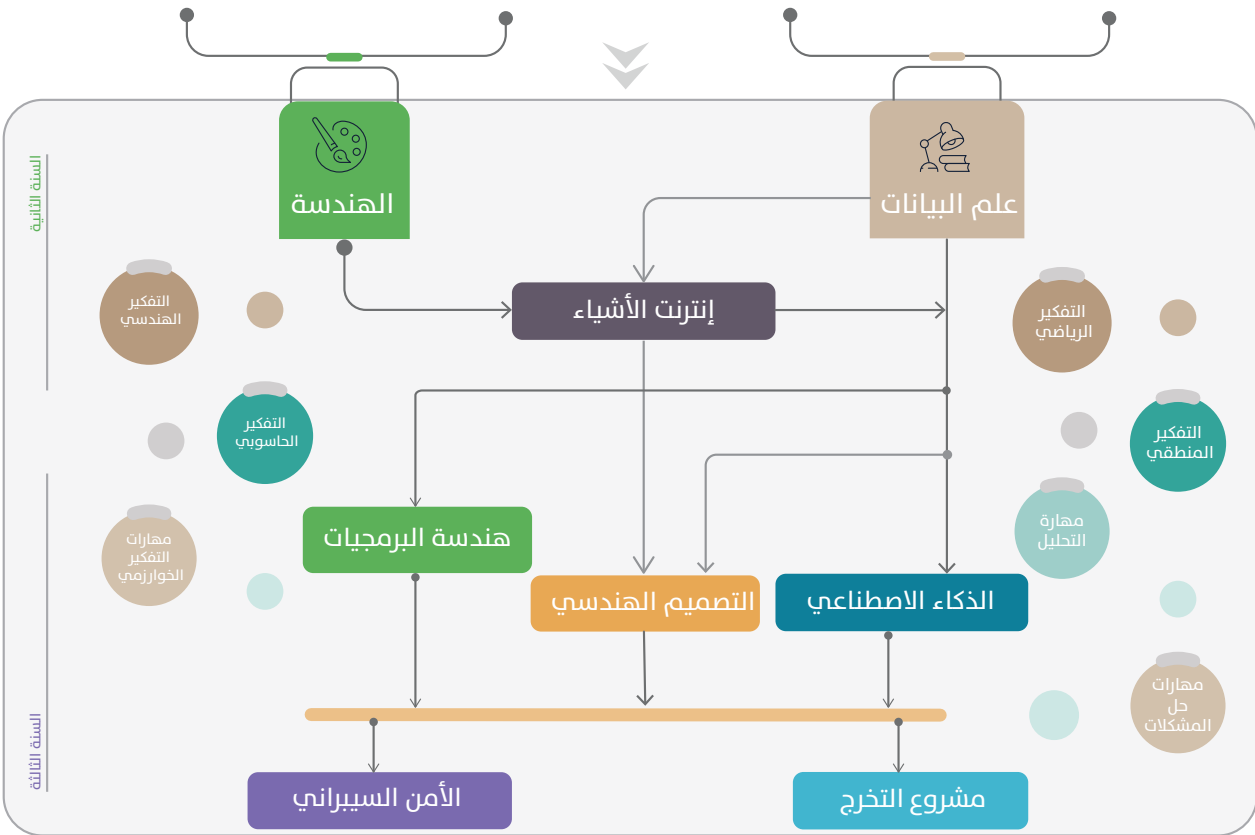 السنة الثانية
علم البيانات
الهندسة
إنترنت الأشياء
التفكير
الرياضي
التفكير
الهندسي
التفكير
المنطقي
التفكير
الحاسوبي
مهارة
التحليل
مهارات
التفكير
الخوارزمي
هندسة البرمجيات
الذكاء الاصطناعي
التصميم الهندسي
مهارات
حل
المشكلات
السنة الثالثة
مشروع التخرج
الأمن السيبراني